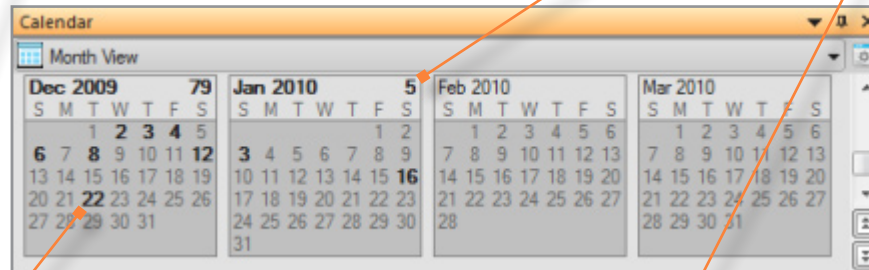 Calendar
Month View
Dec 2009 79
S M T W T F S
1 2 3 4 5
6 7 8 9 10 11 12
13 14 15 16 17 18 19
20 21 22 23 24 25 26
27 28 29 30 31
Jan 2010 5
S M T W T F S
1 2
3 4 5 6 7 8 9
10 11 12 13 14 15 16
17 18 19 20 21 22 23
24 25 26 27 28 29 30
31
Feb 2010
S M T W T F S
1 2 3 4 5 6
7 8 9 10 11 12 13
14 15 16 17 18 19 20
21 22 23 24 25 26 27
28
Mar 2010
S M T W T F S
1 2 3 4 5 6
7 8 9 10 11 12 13
14 15 16 17 18 19 20
21 22 23 24 25 26 27
28 29 30 31